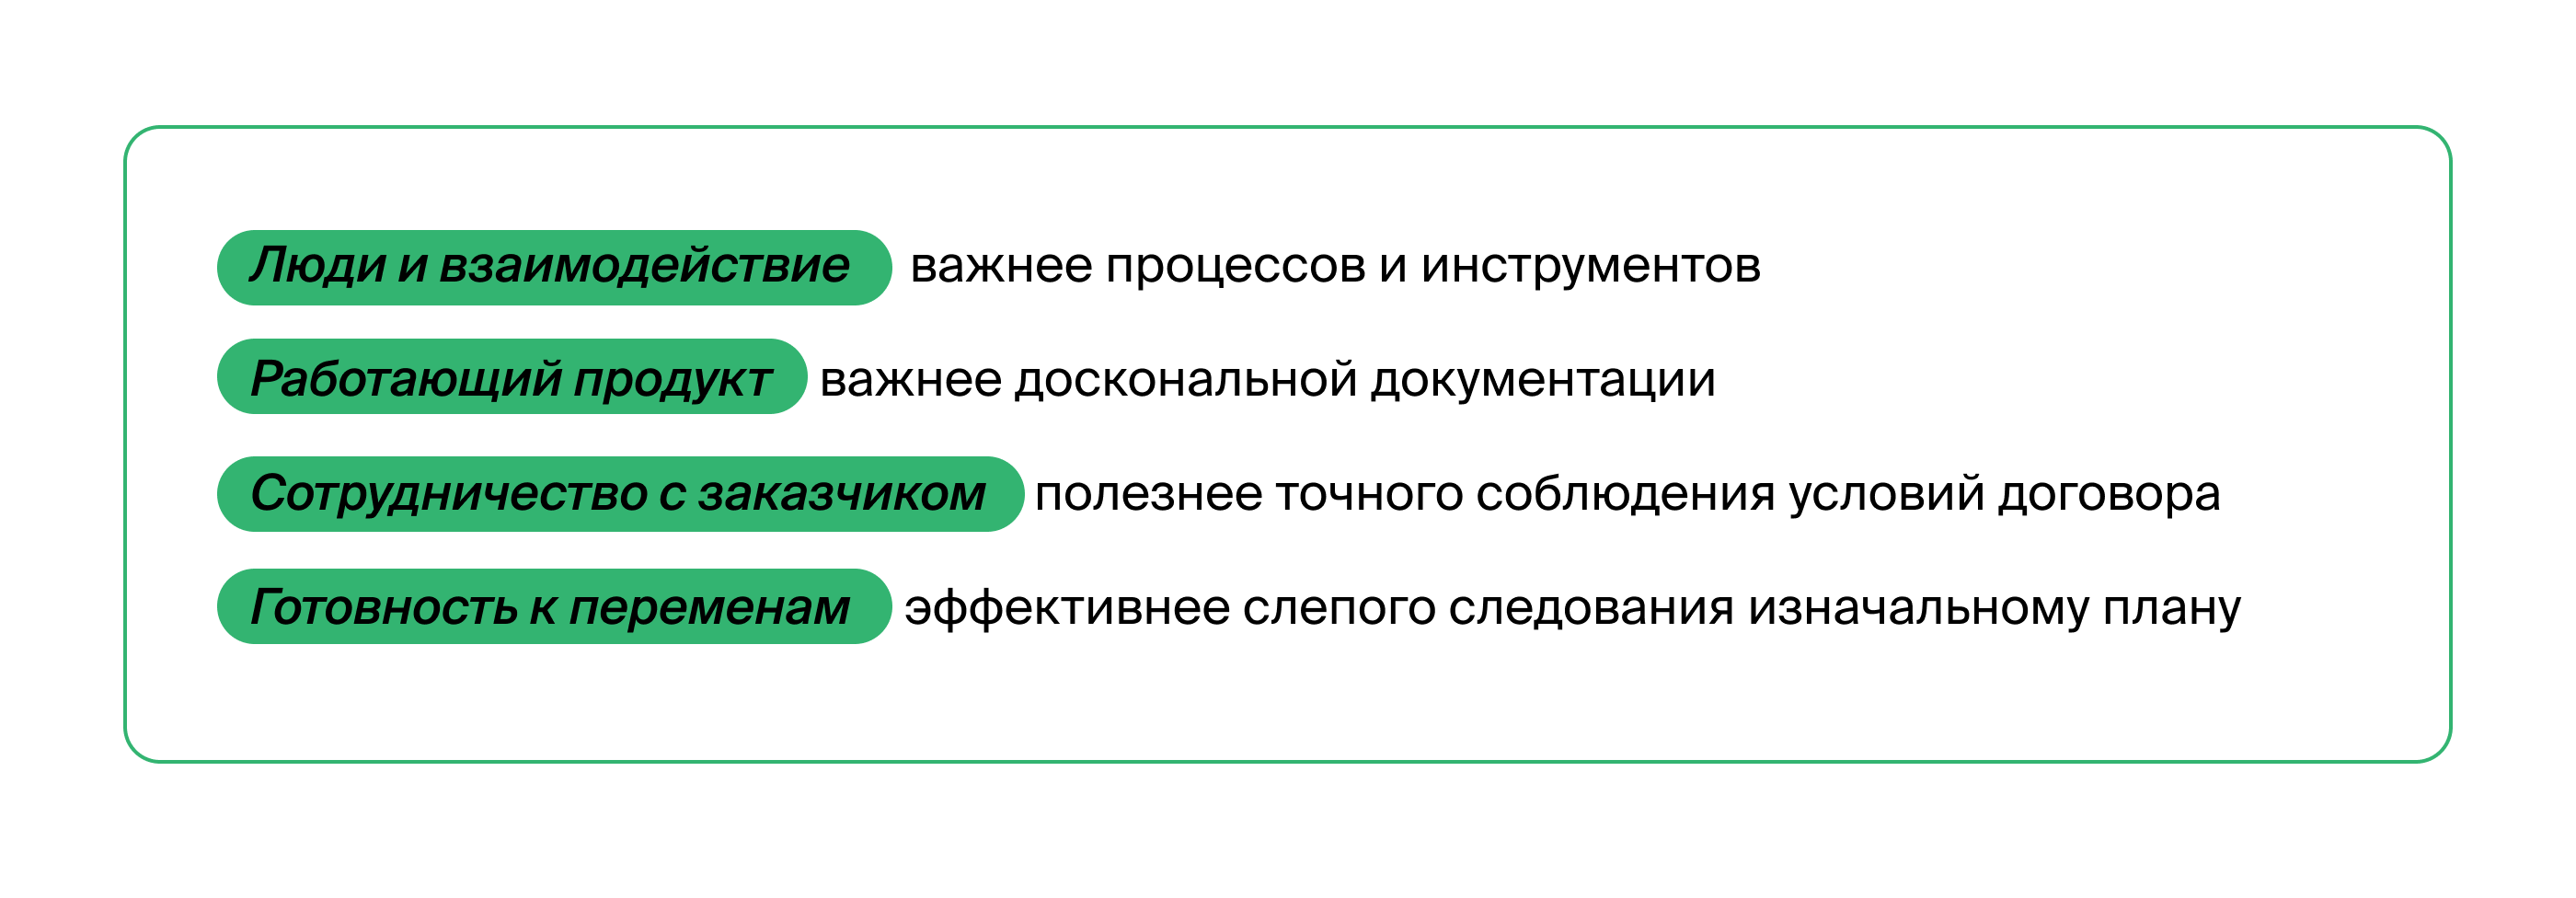 Люди и взаимодействие важнее процессов и инструментов
Работающий продукт важнее доскональной документации
Сотрудничество с заказчиком полезнее точного соблюдения условий договора
Готовность к переменам эффективнее слепого следования изначальному плану